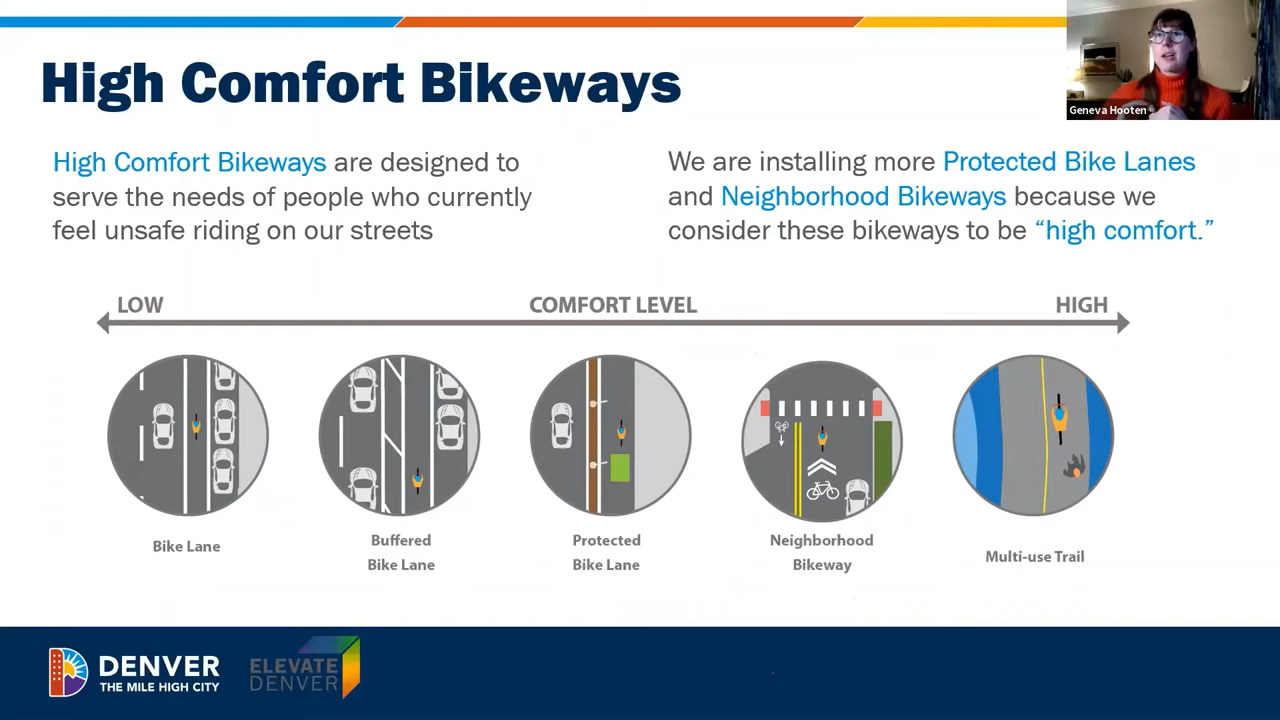 High Comfort Bikeways
Geneva Hooten
High Comfort Bikeways are designed to
serve the needs of people who currently
feel unsafe riding on our streets
We are installing more Protected Bike Lanes
and Neighborhood Bikeways because we
consider these bikeways to be “high comfort.”
LOW
COMFORT LEVEL
HIGH
Bike Lane
Buffered
Bike Lane
Protected
Bike Lane
Neighborhood
Bikeway
Multi-use Trail
DENVER
THE MILE HIGH CITY
ELEVATE
DENVER